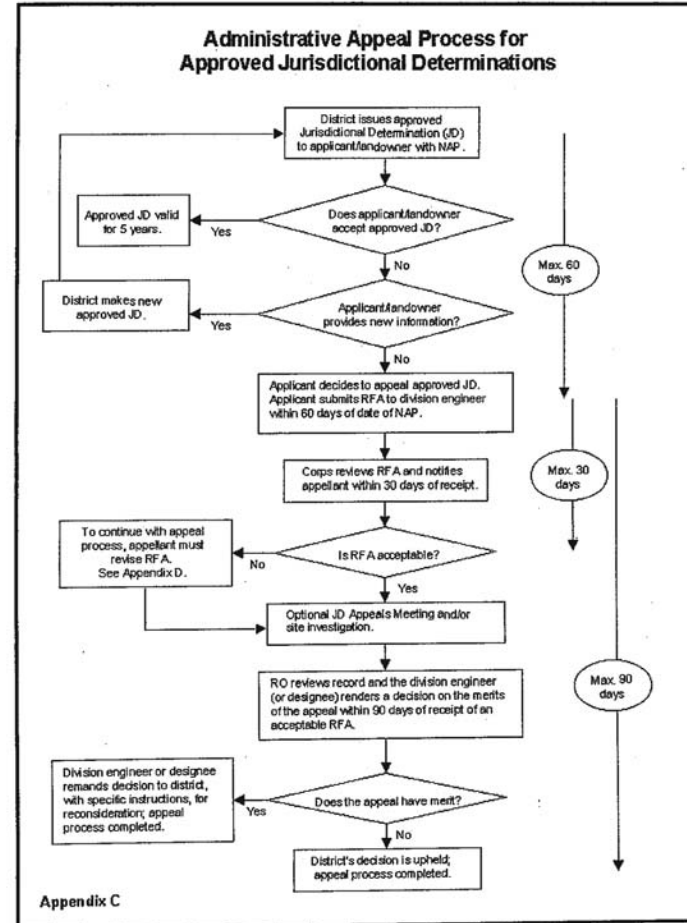 Administrative Appeal Process for
Approved Jurisdictional Determinations
District issues approved
Jurisdictional Determination (JD)
to applicant/landowner with NAP.
Does applicant/landowner
accept approved JD?
Yes
Approved JD valid
for 5 years.
No
Max. 60
days
Applicant/landowner
provides new information?
Yes
District makes new
approved JD.
No
Applicant decides to appeal approved JD.
Applicant submits RFA to division engineer
within 60 days of date of NAP.
Corps reviews RFA and notifies
appellant within 30 days of receipt.
Max. 30
days
Is RFA acceptable?
No
To continue with appeal
process, appellant must
revise RFA.
See Appendix D.
Yes
Optional JD Appeals Meeting and/or
site investigation.
RO reviews record and the division engineer
(or designee) renders a decision on the merits
of the appeal within 90 days of receipt of an
acceptable RFA.
Max. 90
days
Does the appeal have merit?
Yes
Division engineer or designee
remands decision to district,
with specific instructions, for
reconsideration; appeal
process completed.
No
District's decision is upheld;
appeal process completed.
Appendix C